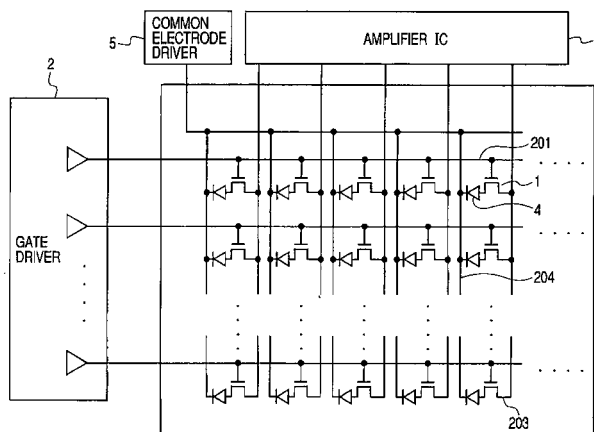 COMMON
ELECTRODE
DRIVER
5
AMPLIFIER IC
2
201
1
4
GATE
DRIVER
204
203